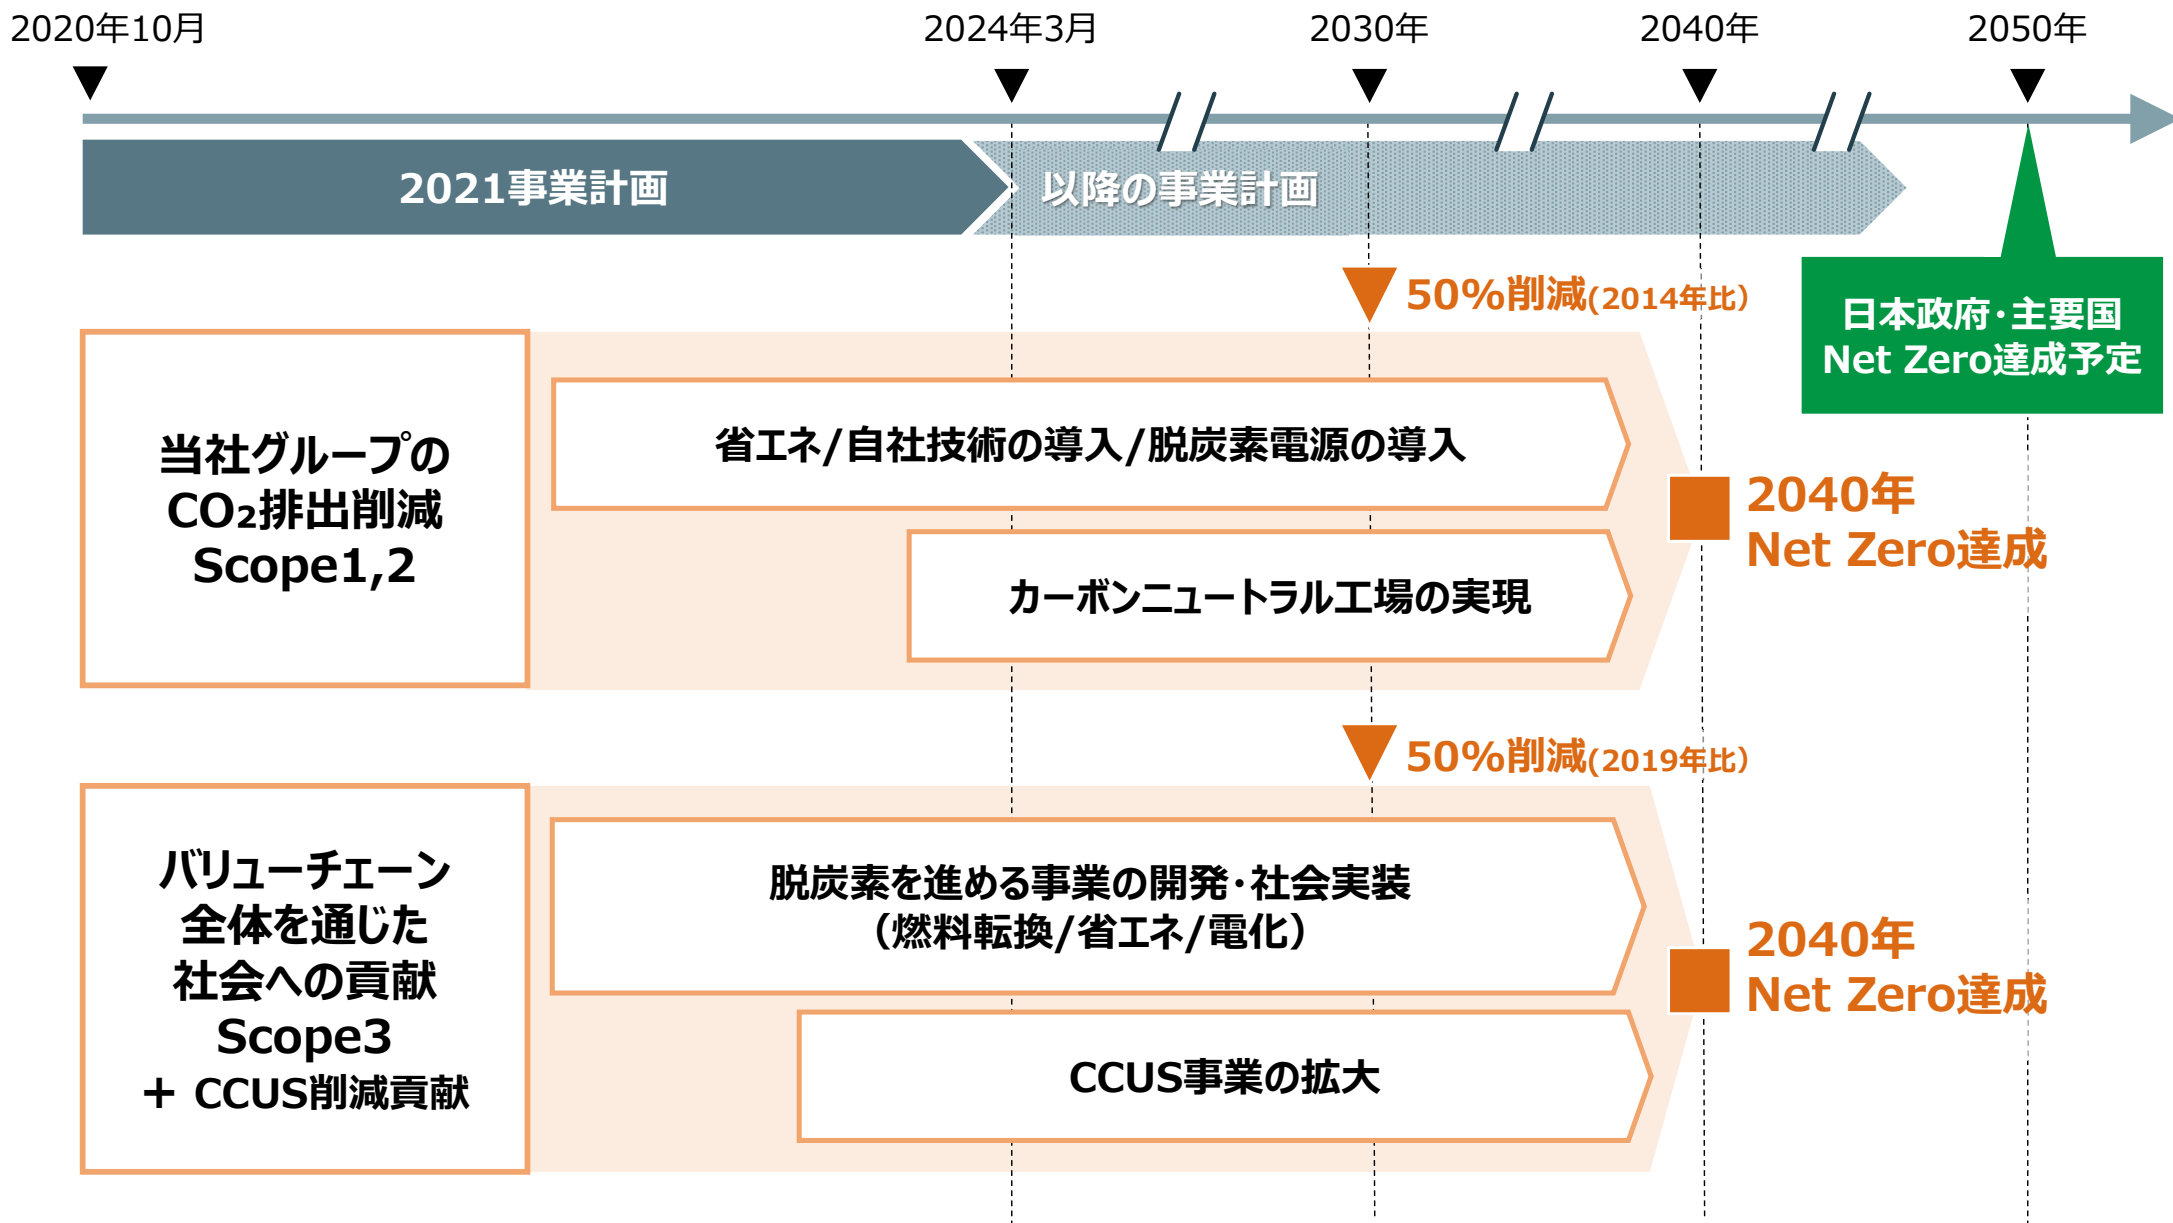 2020年10月
2024年3月
2030年
2040年
2050年
2021事業計画
以降の事業計画
50%削減(2014年比）
日本政府・主要国
Net Zero達成予定
当社グループの
CO₂排出削減
Scope1,2
省エネ/自社技術の導入/脱炭素電源の導入
カーボンニュートラル工場の実現
2040年
Net Zero達成
50%削減(2019年比）
バリューチェーン
全体を通じた
社会への貢献
Scope3
+ CCUS削減貢献
脱炭素を進める事業の開発・社会実装
（燃料転換/省エネ/電化）
CCUS事業の拡大
2040年
Net Zero達成